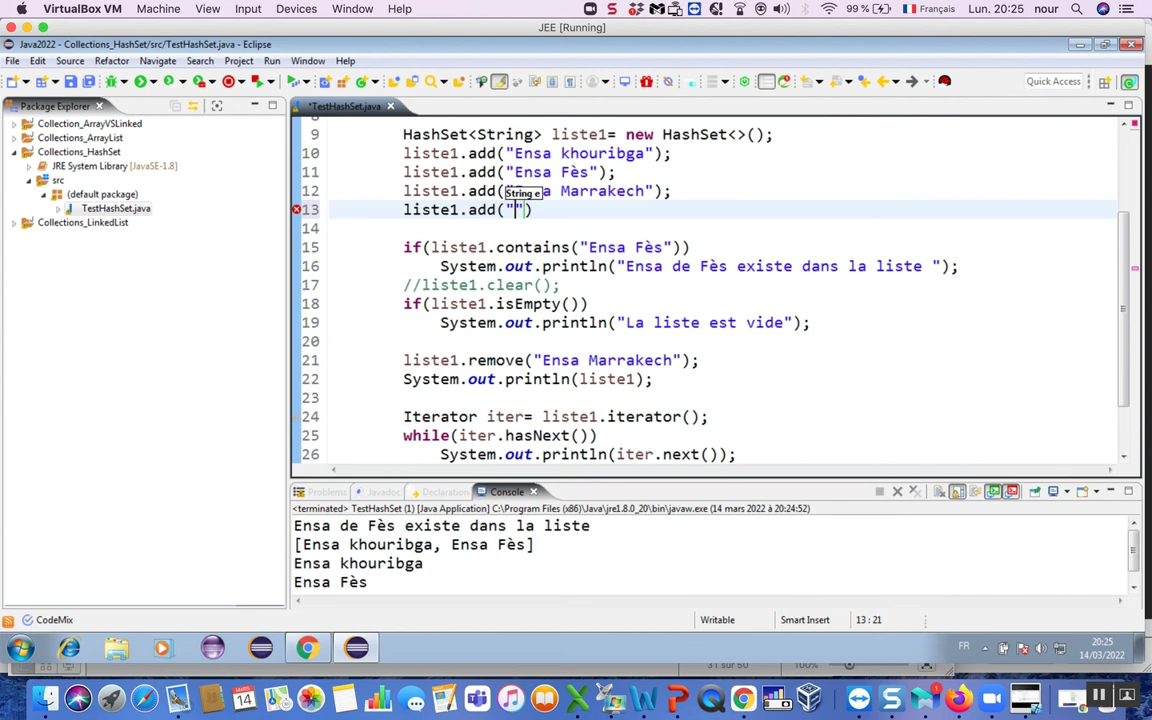 VirtualBox VM Machine View Input Devices Window Help 99 % Français Lun. 20:25 nour
JEE [Running]
Java2022 - Collections_HashSet/src/TestHashSet.java - Eclipse
File Edit Source Refactor Navigate Search Project Run Window Help
Quick Access
Package Explorer
*TestHashSet.java
Collection_ArrayVSLinked
Collections_ArrayList
Collections_HashSet
JRE System Library [JavaSE-1.8]
src
(default package)
TestHashSet.java
Collections_LinkedList
9 HashSet<String> liste1= new HashSet<>();
10 liste1.add("Ensa khouribga");
11 liste1.add("Ensa Fès");
12 liste1.add("Ensa Marrakech");
String e
13 liste1.add("")
14
15 if(liste1.contains("Ensa Fès"))
16 System.out.println("Ensa de Fès existe dans la liste ");
17 //liste1.clear();
18 if(liste1.isEmpty())
19 System.out.println("La liste est vide");
20
21 liste1.remove("Ensa Marrakech");
22 System.out.println(liste1);
23
24 Iterator iter= liste1.iterator();
25 while(iter.hasNext())
26 System.out.println(iter.next());
Problems Javadoc Declaration Console
<terminated> TestHashSet (1) [Java Application] C:\Program Files (x86)\Java\jre1.8.0_20\bin\javaw.exe (14 mars 2022 à 20:24:52)
Ensa de Fès existe dans la liste
[Ensa khouribga, Ensa Fès]
Ensa khouribga
Ensa Fès
CodeMix
Writable Smart Insert 13 : 21
FR 20:25
14/03/2022